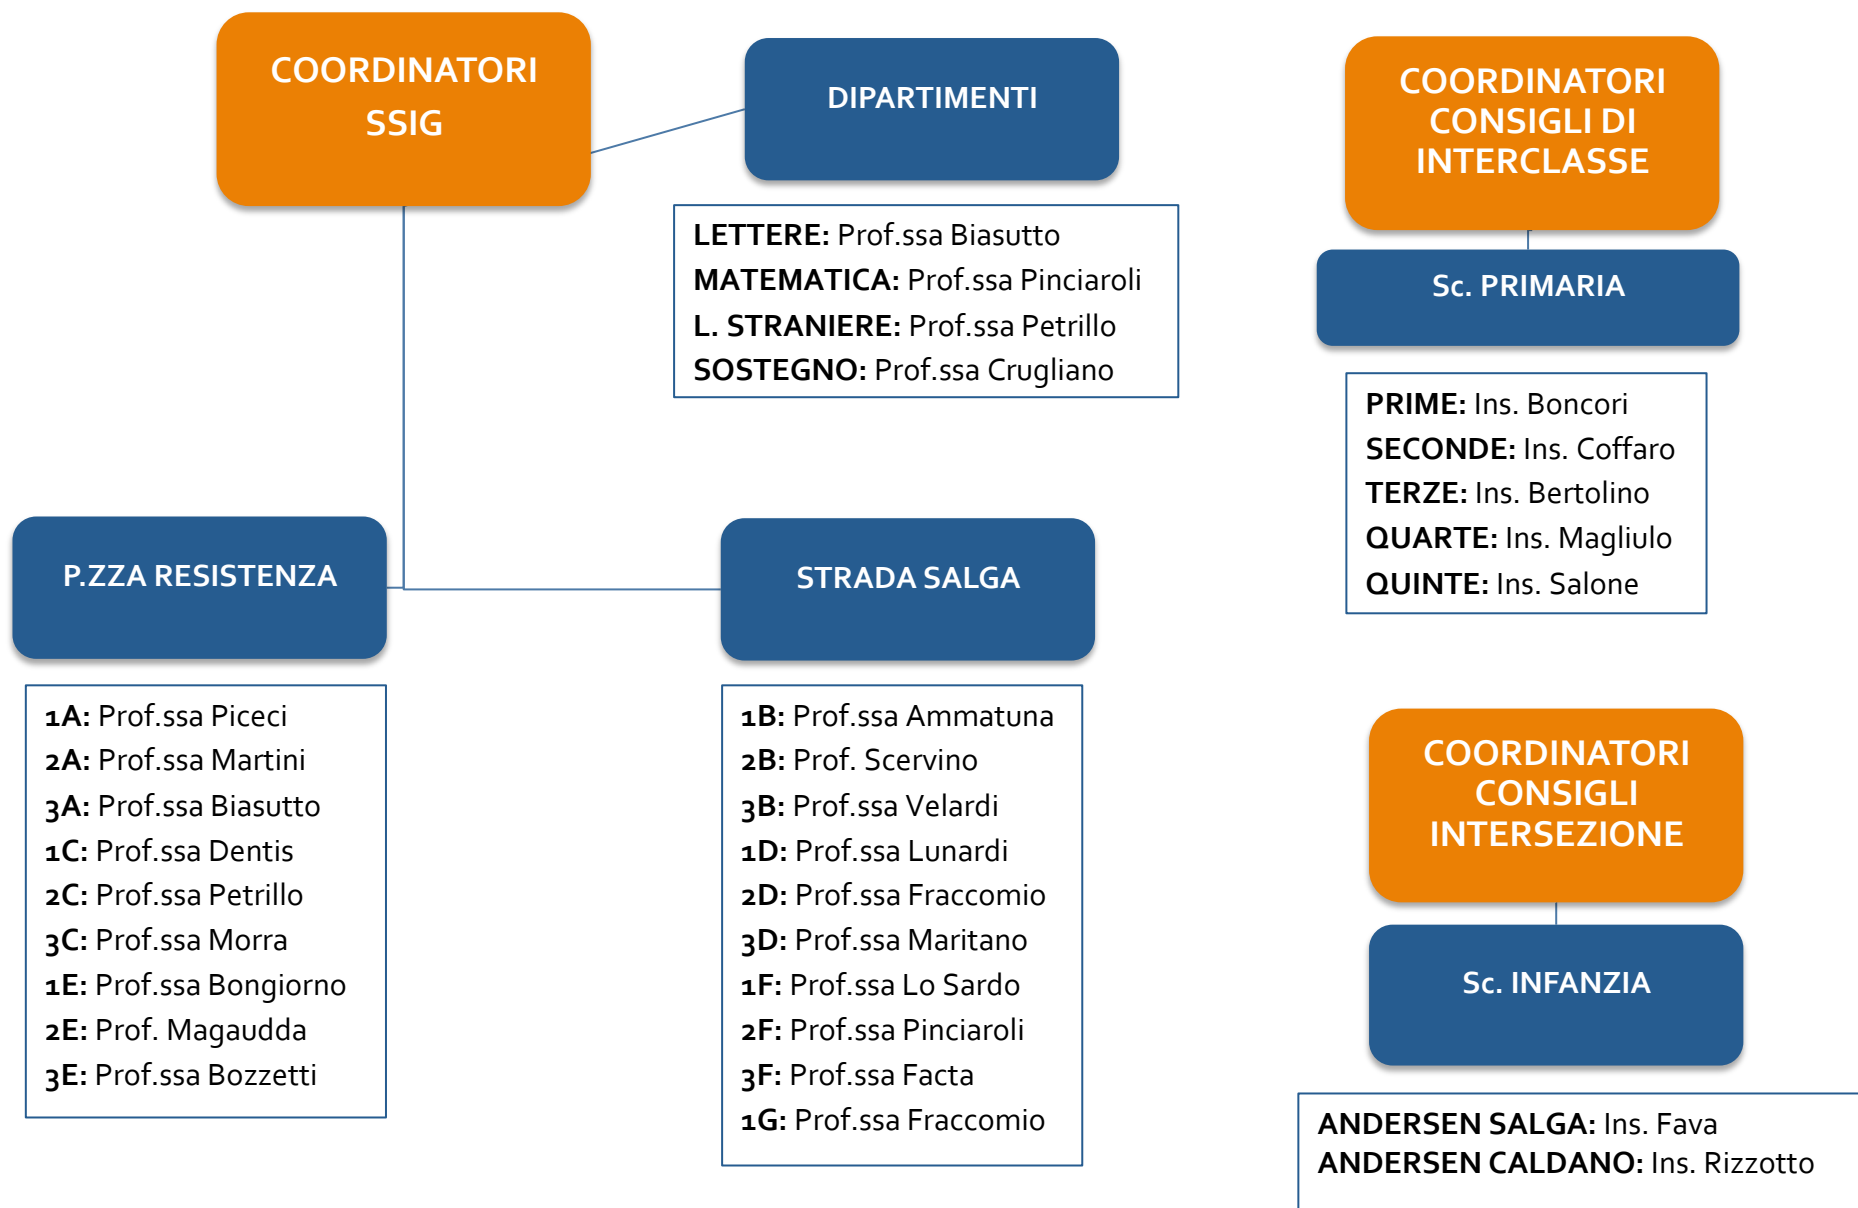 COORDINATORI
SSIG
DIPARTIMENTI
LETTERE: Prof.ssa Biasutto
MATEMATICA: Prof.ssa Pinciaroli
L. STRANIERE: Prof.ssa Petrillo
SOSTEGNO: Prof.ssa Crugliano
P.ZZA RESISTENZA
1A: Prof.ssa Piceci
2A: Prof.ssa Martini
3A: Prof.ssa Biasutto
1C: Prof.ssa Dentis
2C: Prof.ssa Petrillo
3C: Prof.ssa Morra
1E: Prof.ssa Bongiorno
2E: Prof. Magaudda
3E: Prof.ssa Bozzetti
STRADA SALGA
1B: Prof.ssa Ammatuna
2B: Prof. Scervino
3B: Prof.ssa Velardi
1D: Prof.ssa Lunardi
2D: Prof.ssa Fraccomio
3D: Prof.ssa Maritano
1F: Prof.ssa Lo Sardo
2F: Prof.ssa Pinciaroli
3F: Prof.ssa Facta
1G: Prof.ssa Fraccomio
COORDINATORI
CONSIGLI DI
INTERCLASSE
Sc. PRIMARIA
PRIME: Ins. Boncori
SECONDE: Ins. Coffaro
TERZE: Ins. Bertolino
QUARTE: Ins. Magliulo
QUINTE: Ins. Salone
COORDINATORI
CONSIGLI
INTERSEZIONE
Sc. INFANZIA
ANDERSEN SALGA: Ins. Fava
ANDERSEN CALDANO: Ins. Rizzotto